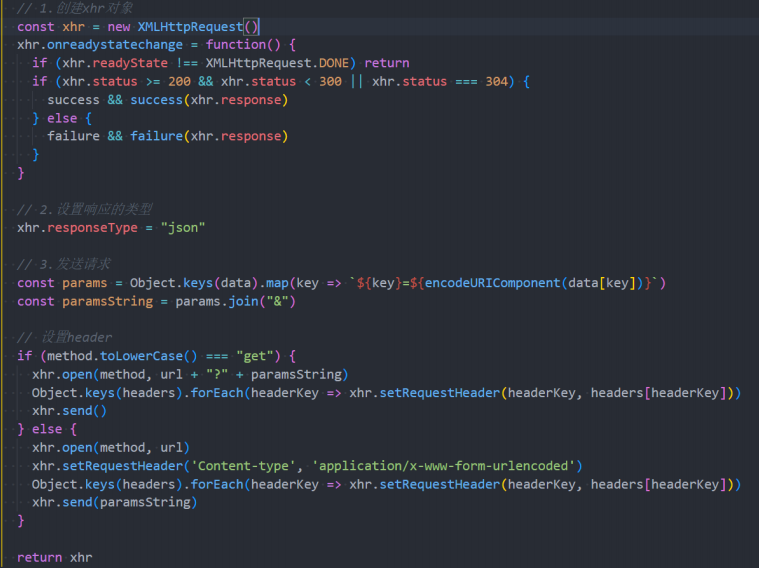 // 1.创建xhr对象
const xhr = new XMLHttpRequest()
xhr.onreadystatechange = function() {
  if (xhr.readyState !== XMLHttpRequest.DONE) return
  if (xhr.status >= 200 && xhr.status < 300 || xhr.status === 304) {
    success && success(xhr.response)
  } else {
    failure && failure(xhr.response)
  }
}

// 2.设置响应的类型
xhr.responseType = "json"

// 3.发送请求
const params = Object.keys(data).map(key => `${key}=${encodeURIComponent(data[key])}`)
const paramsString = params.join("&")

// 设置header
if (method.toLowerCase() === "get") {
  xhr.open(method, url + "?" + paramsString)
  Object.keys(headers).forEach(headerKey => xhr.setRequestHeader(headerKey, headers[headerKey]))
  xhr.send()
} else {
  xhr.open(method, url)
  xhr.setRequestHeader('Content-type', 'application/x-www-form-urlencoded')
  Object.keys(headers).forEach(headerKey => xhr.setRequestHeader(headerKey, headers[headerKey]))
  xhr.send(paramsString)
}

return xhr